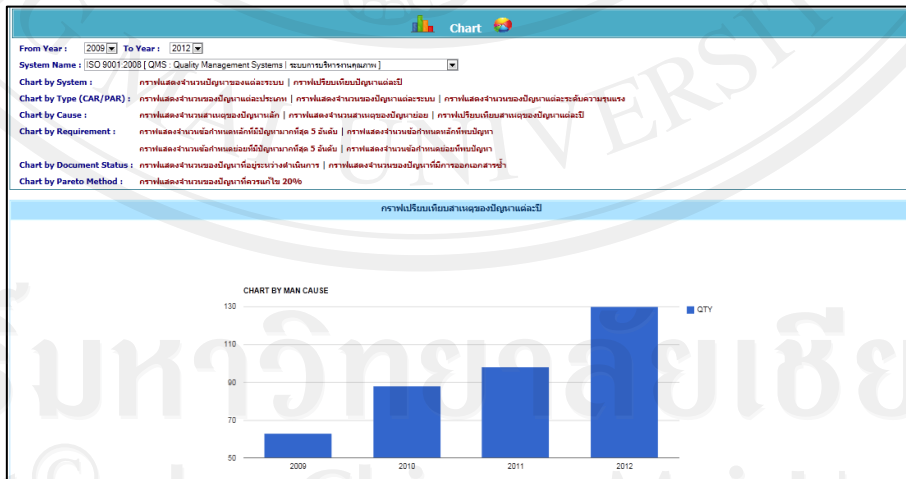 Chart
From Year : 2009 To Year : 2012
System Name : ISO 9001:2008 [ QMS : Quality Management Systems | ระบบการบริหารงานคุณภาพ ]
Chart by System : กราฟแสดงจำนวนปัญหาของแต่ละระบบ | กราฟเปรียบเทียบปัญหาแต่ละปี
Chart by Type (CAR/PAR) : กราฟแสดงจำนวนของปัญหาแต่ละประเภท | กราฟแสดงจำนวนของปัญหาแต่ละระบบ | กราฟแสดงจำนวนของปัญหาแต่ละระดับความรุนแรง
Chart by Cause : กราฟแสดงจำนวนสาเหตุของปัญหาหลัก | กราฟแสดงจำนวนสาเหตุของปัญหาย่อย | กราฟเปรียบเทียบสาเหตุของปัญหาแต่ละปี
Chart by Requirement : กราฟแสดงจำนวนข้อกำหนดหลักที่มีปัญหามากที่สุด 5 อันดับ | กราฟแสดงจำนวนข้อกำหนดหลักที่พบปัญหา
กราฟแสดงจำนวนข้อกำหนดย่อยที่มีปัญหามากที่สุด 5 อันดับ | กราฟแสดงจำนวนข้อกำหนดย่อยที่พบปัญหา
Chart by Document Status : กราฟแสดงจำนวนของปัญหาที่อยู่ระหว่างดำเนินการ | กราฟแสดงจำนวนของปัญหาที่มีการออกเอกสารซ้ำ
Chart by Pareto Method : กราฟแสดงจำนวนของปัญหาที่ควรแก้ไข 20%
กราฟเปรียบเทียบสาเหตุของปัญหาแต่ละปี
CHART BY MAN CAUSE
130
QTY
110
90
70
50
2009 2010 2011 2012